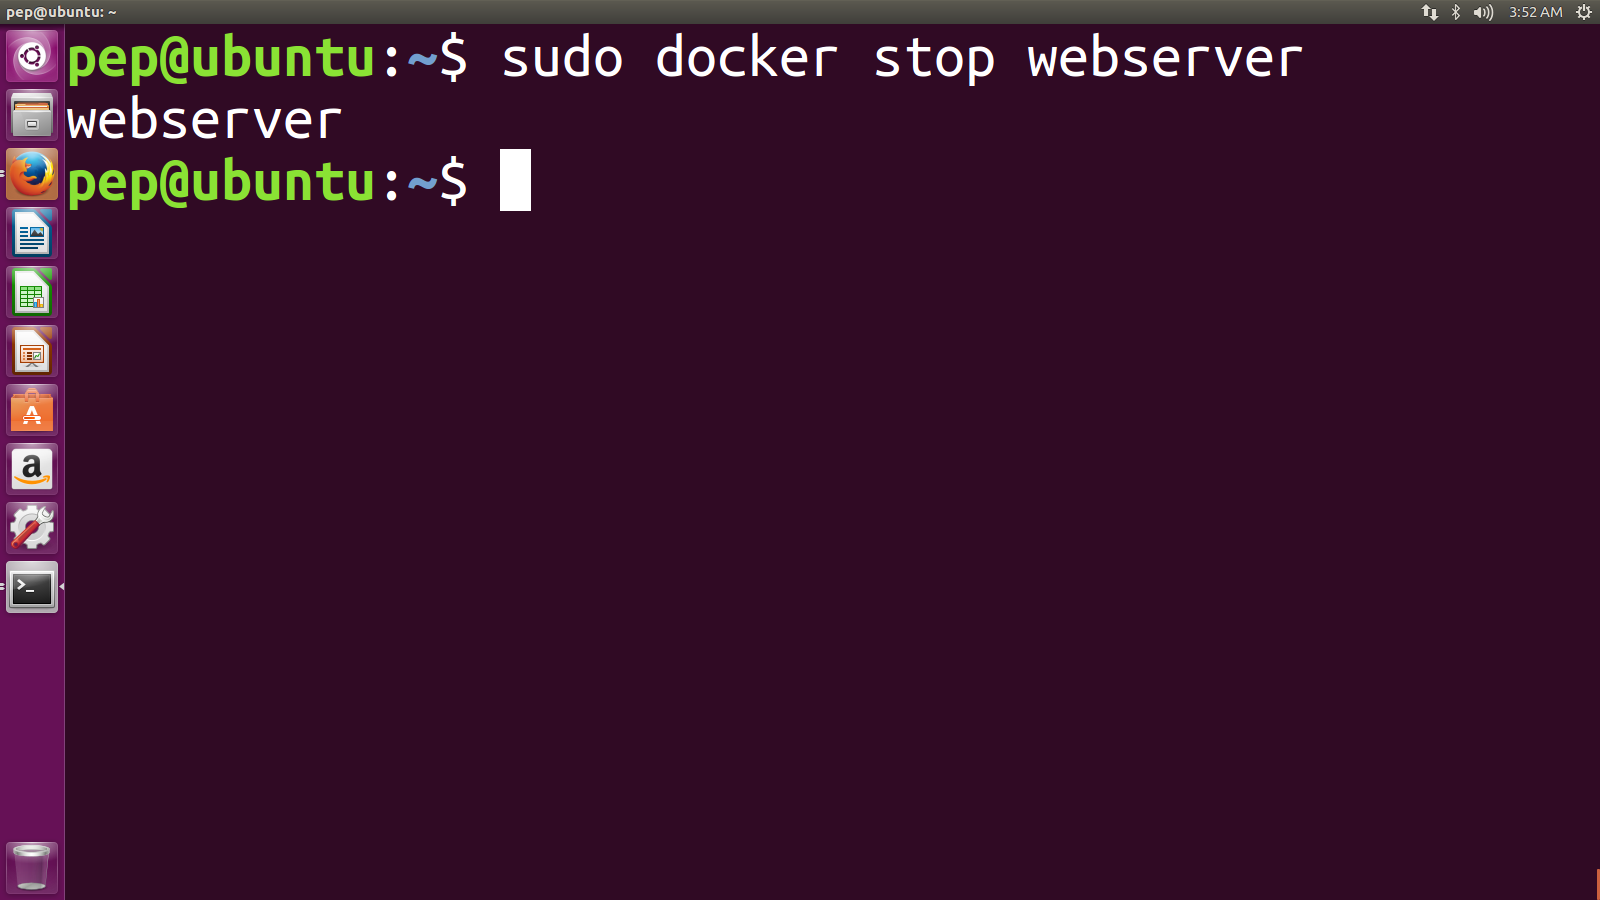 pep@ubuntu: ~
3:52 AM
pep@ubuntu:~$ sudo docker stop webserver
webserver
pep@ubuntu:~$